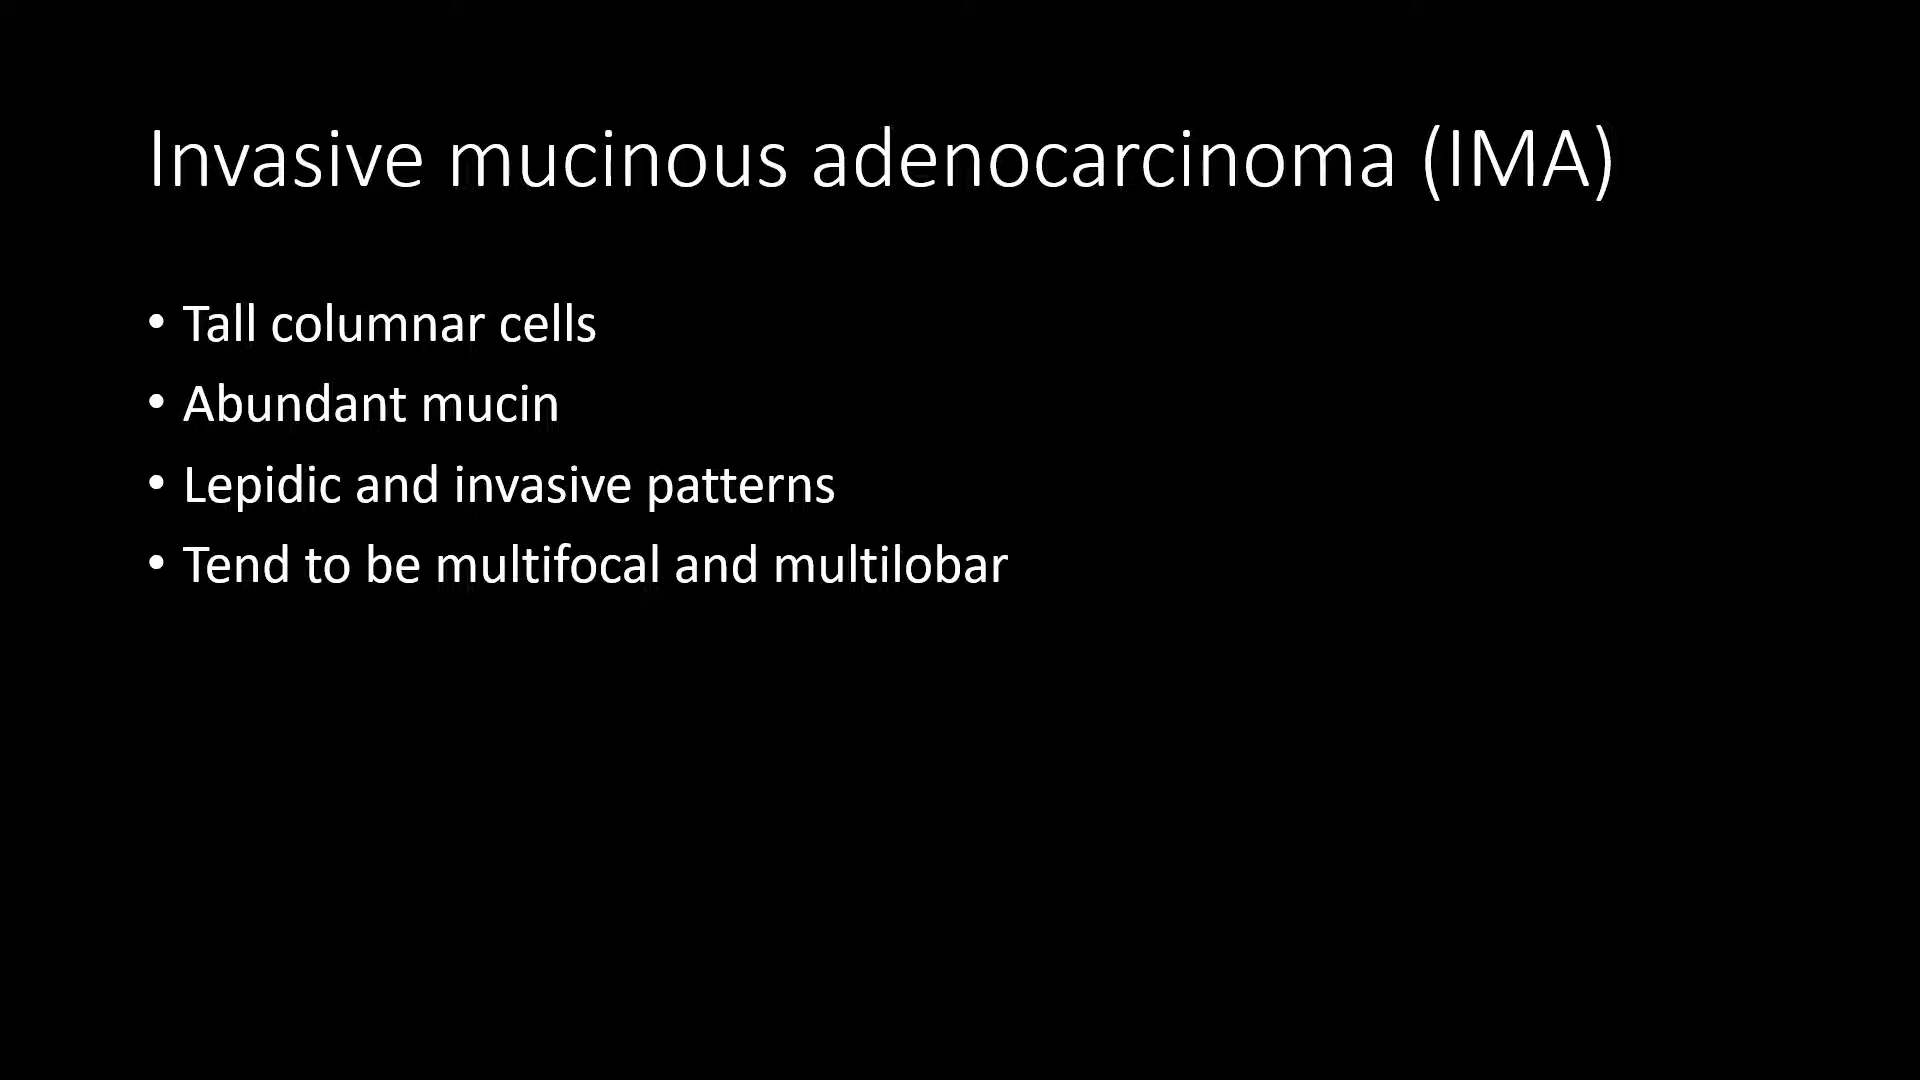 Invasive mucinous adenocarcinoma (IMA)
• Tall columnar cells
• Abundant mucin
• Lepidic and invasive patterns
• Tend to be multifocal and multilobar